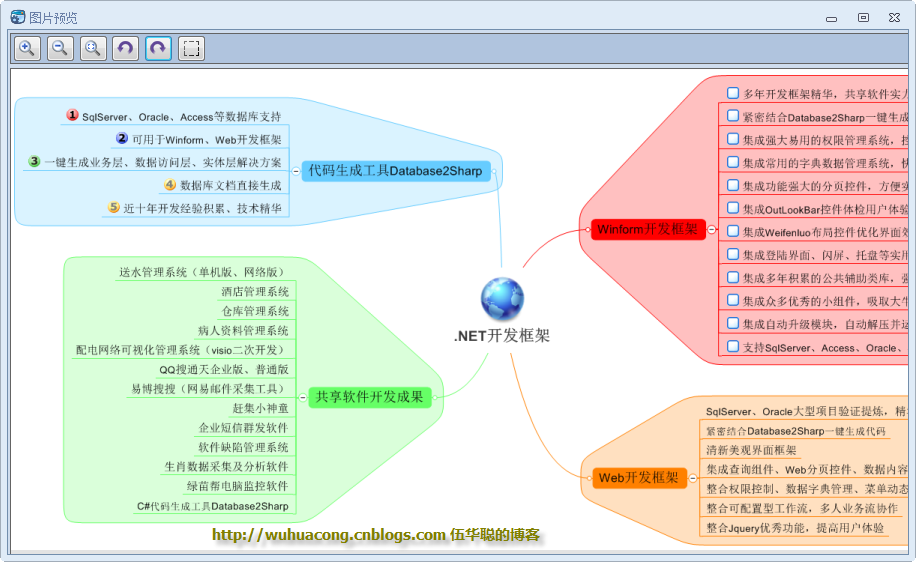 图片预览
1 SqlServer、Oracle、Access等数据库支持
2 可用于Winform、Web开发框架
3 一键生成业务层、数据访问层、实体层解决方案
4 数据库文档直接生成
5 近十年开发经验积累、技术精华
代码生成工具Database2Sharp
送水管理系统（单机版、网络版）
酒店管理系统
仓库管理系统
病人资料管理系统
配电网络可视化管理系统（visio二次开发）
QQ搜通天企业版、普通版
易博搜搜（网易邮件采集工具）
赶集小神童
企业短信群发软件
软件缺陷管理系统
生肖数据采集及分析软件
绿苗帮电脑监控软件
C#代码生成工具Database2Sharp
共享软件开发成果
.NET开发框架
Winform开发框架
多年开发框架精华，共享软件实
紧密结合Database2Sharp一键生成
集成强大易用的权限管理系统，
集成常用的字典数据管理系统，
集成功能强大的分页控件，方便实
集成OutLookBar控件体检用户体验
集成Weifenluo布局控件优化界面效
集成登陆界面、闪屏、托盘等实用
集成多年积累的公共辅助类库，
集成众多优秀的小组件，吸取大牛
集成自动升级模块，自动解压并运
支持SqlServer、Access、Oracle、
Web开发框架
SqlServer、Oracle大型项目验证提炼，精
紧密结合Database2Sharp一键生成代码
清新美观界面框架
集成查询组件、Web分页控件、数据内容
整合权限控制、数据字典管理、菜单动态
整合可配置型工作流，多人业务流协作
整合Jquery优秀功能，提高用户体验
http://wuhuacong.cnblogs.com 伍华聪的博客